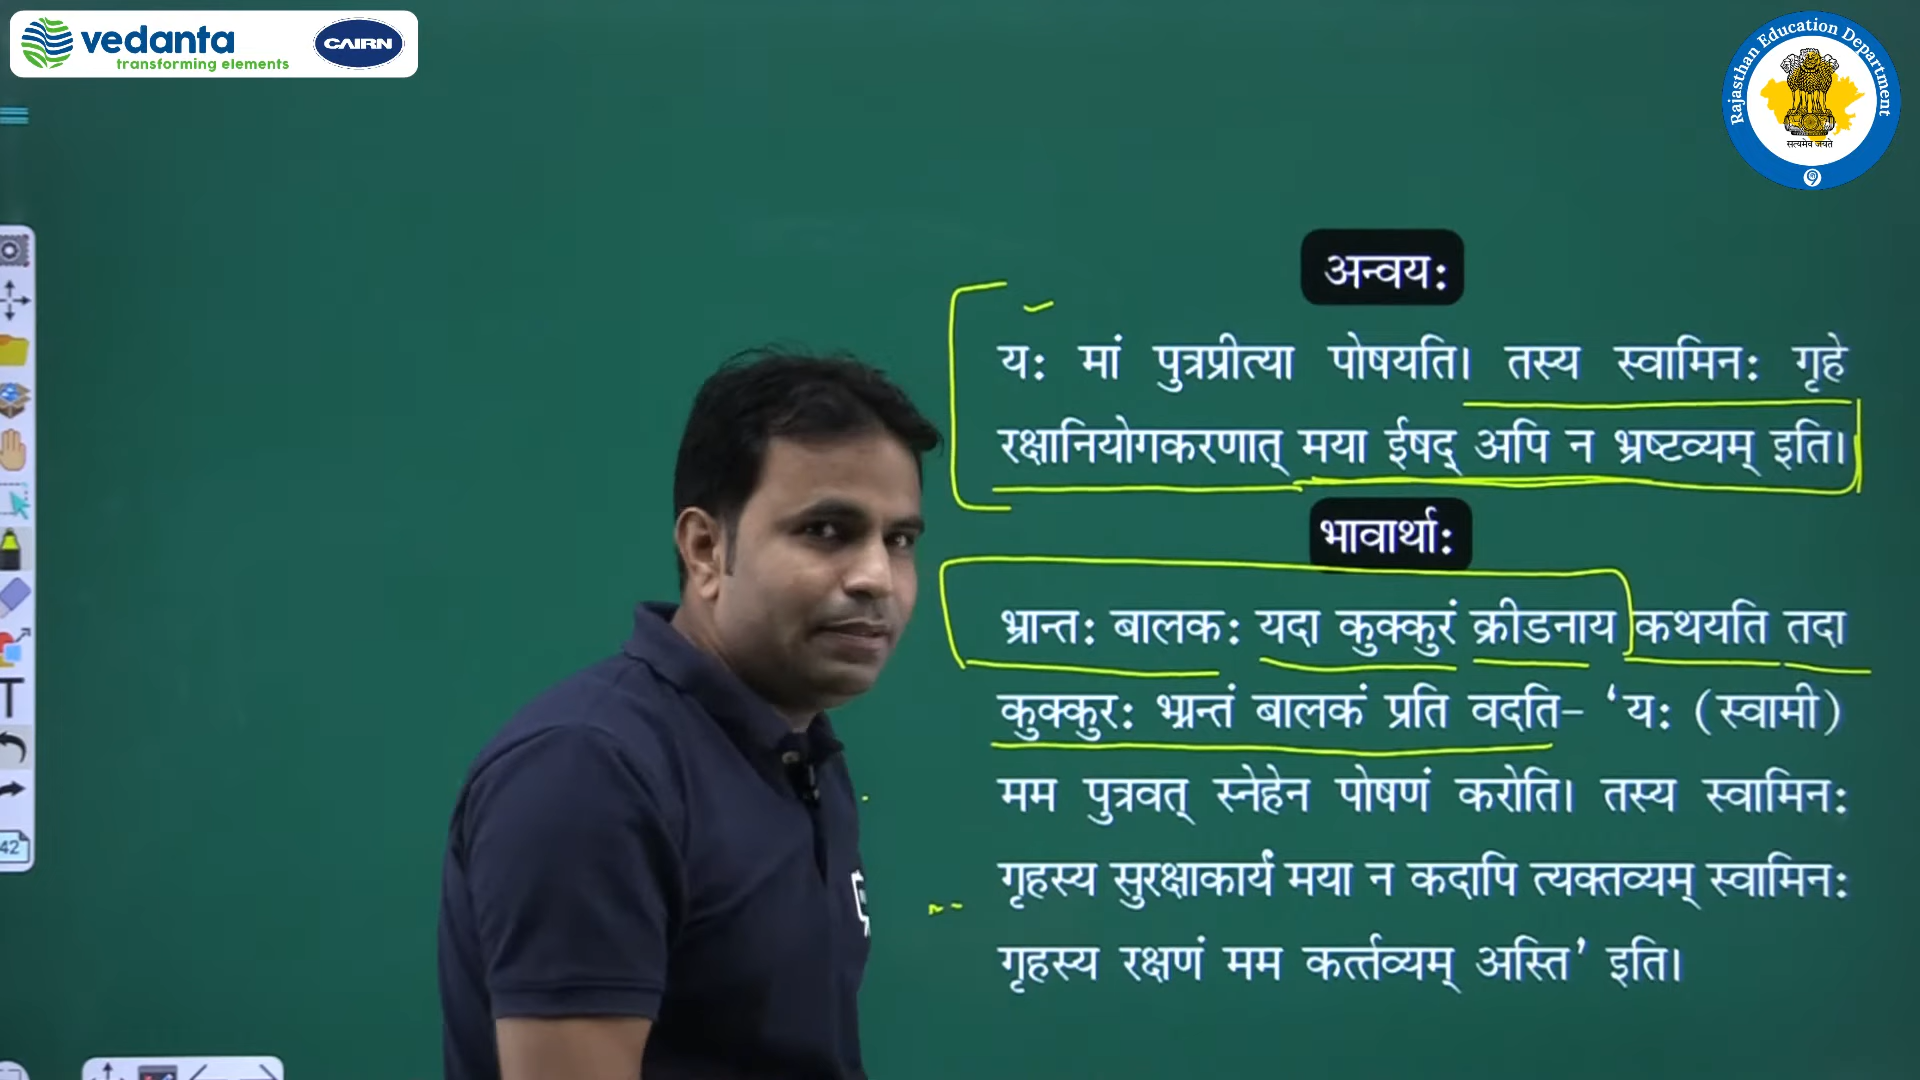 vedanta
transforming elements
CAIRN
Rajasthan Education Department
सत्यमेव जयते
अन्वय:
य: मां पुत्रप्रीत्या पोषयति। तस्य स्वामिन: गृहे
रक्षानियोगकरणात् मया ईषद् अपि न भ्रष्टव्यम् इति।
भावार्था:
भ्रान्त: बालक: यदा कुक्कुरं क्रीडनाय कथयति तदा
कुक्कुर: भ्रान्तं बालकं प्रति वदति– ‘य: (स्वामी)
मम पुत्रवत् स्नेहेन पोषणं करोति। तस्य स्वामिन:
गृहस्य सुरक्षाकार्यं मया न कदापि त्यक्तव्यम् स्वामिन:
गृहस्य रक्षणं मम कर्त्तव्यम् अस्ति’ इति।
T
42